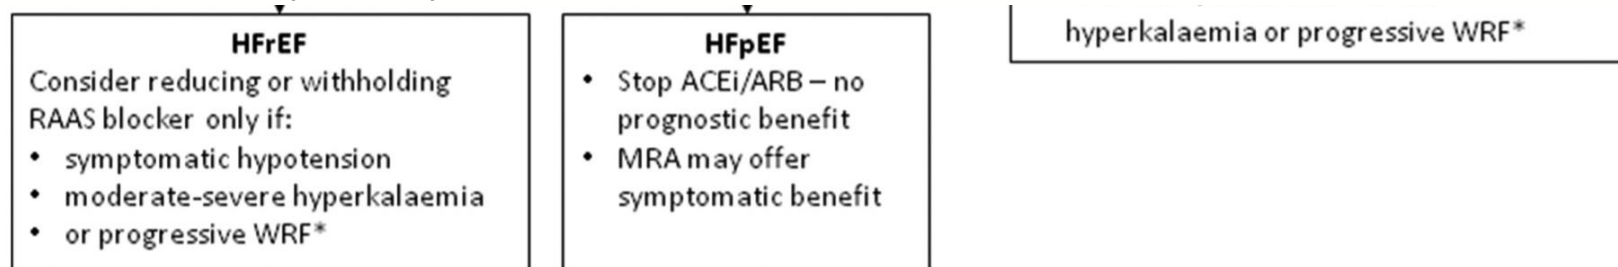 HFrEF
Consider reducing or withholding
RAAS blocker only if:
• symptomatic hypotension
• moderate-severe hyperkalaemia
• or progressive WRF*
HFpEF
• Stop ACEi/ARB – no
prognostic benefit
• MRA may offer
symptomatic benefit
hyperkalaemia or progressive WRF*